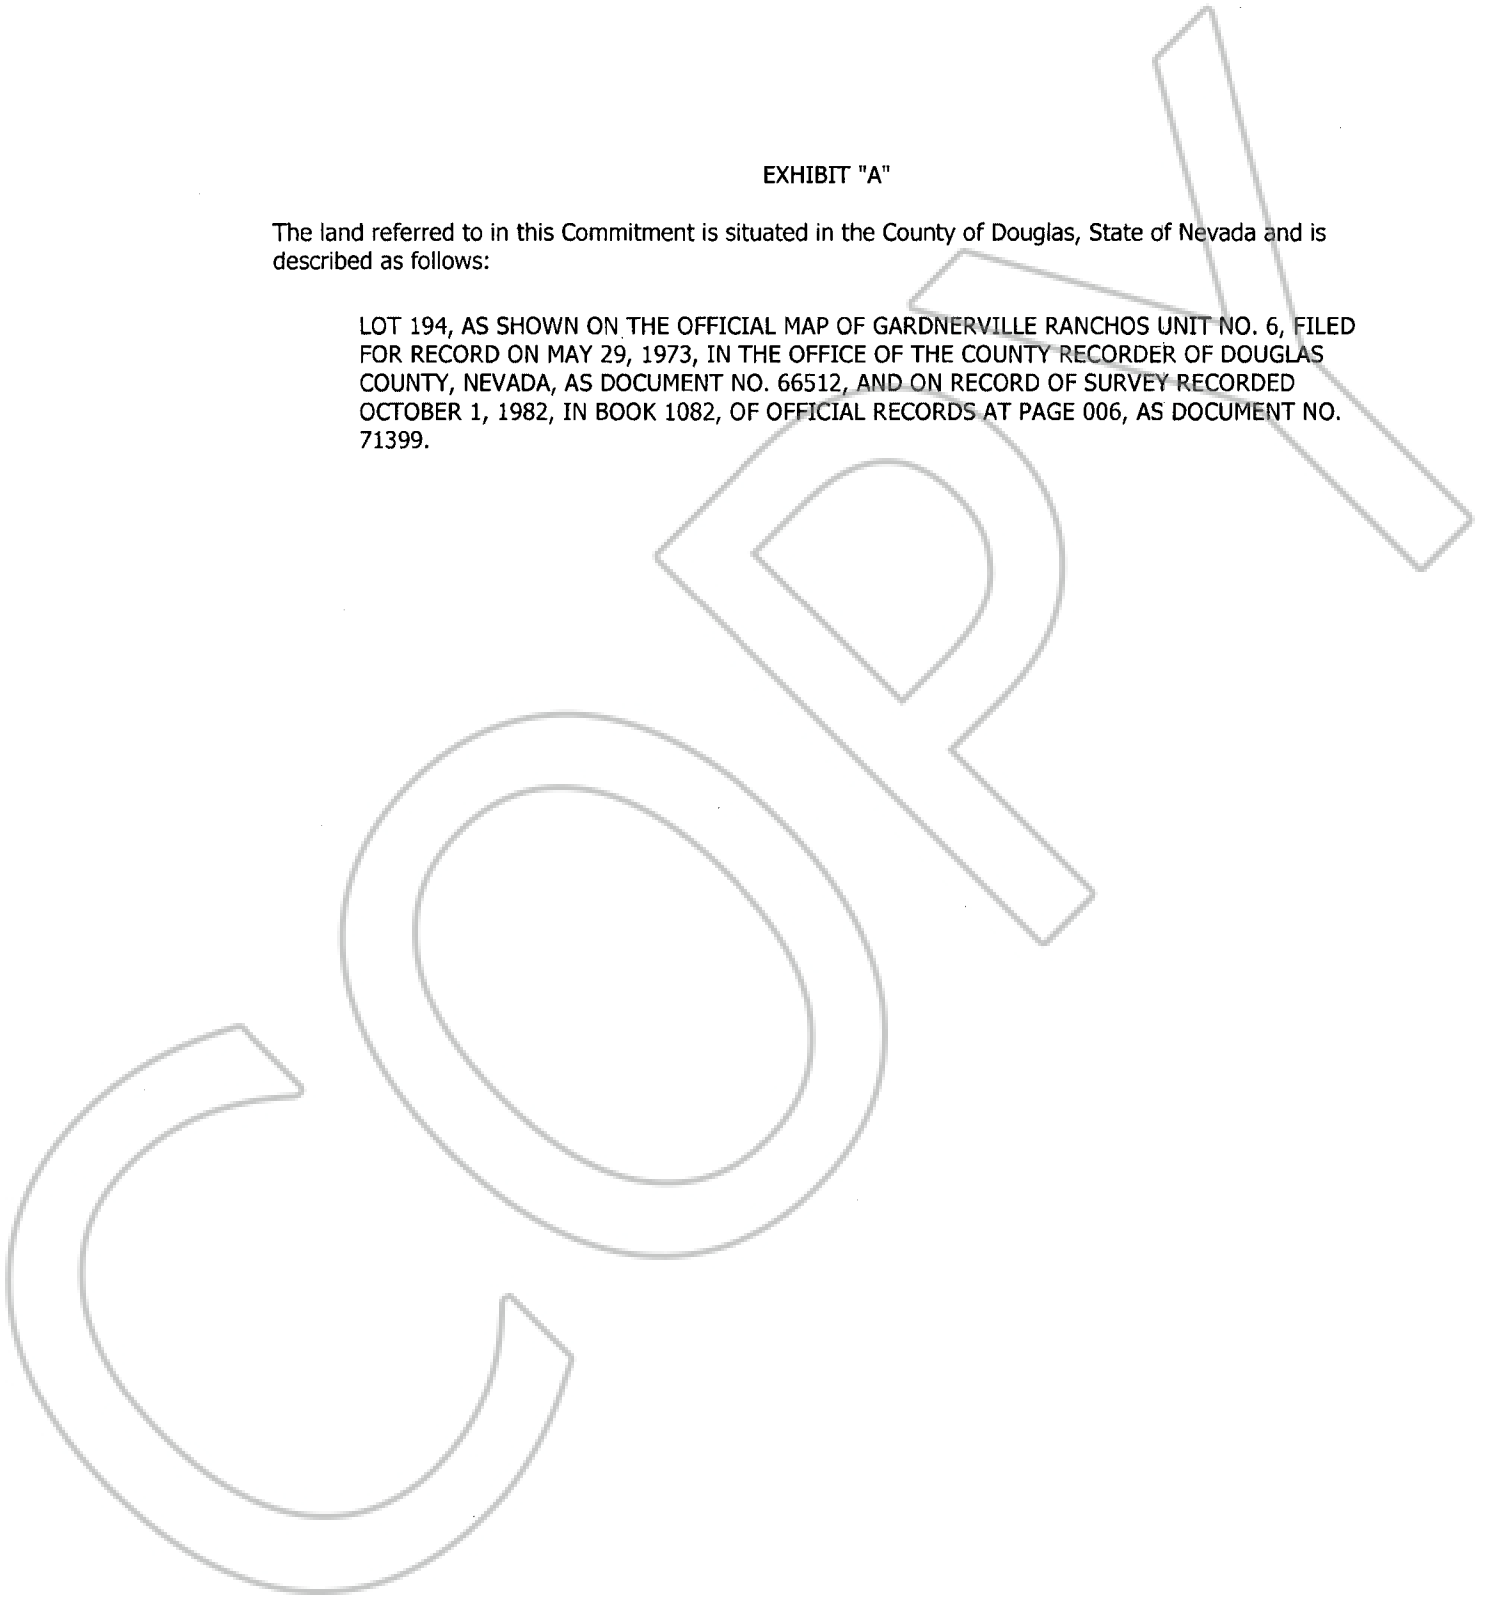 EXHIBIT "A"
The land referred to in this Commitment is situated in the County of Douglas, State of Nevada and is
described as follows:
LOT 194, AS SHOWN ON THE OFFICIAL MAP OF GARDNERVILLE RANCHOS UNIT NO. 6, FILED
FOR RECORD ON MAY 29, 1973, IN THE OFFICE OF THE COUNTY RECORDER OF DOUGLAS
COUNTY, NEVADA, AS DOCUMENT NO. 66512, AND ON RECORD OF SURVEY RECORDED
OCTOBER 1, 1982, IN BOOK 1082, OF OFFICIAL RECORDS AT PAGE 006, AS DOCUMENT NO.
71399.
COPY